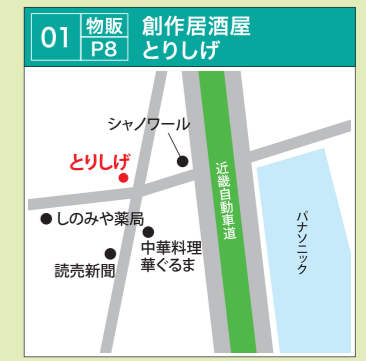 01
物販
P8
創作居酒屋
とりしげ
シャノワール
とりしげ
近畿自動車道
しのみや薬局
中華料理
華ぐるま
読売新聞
パナソニック